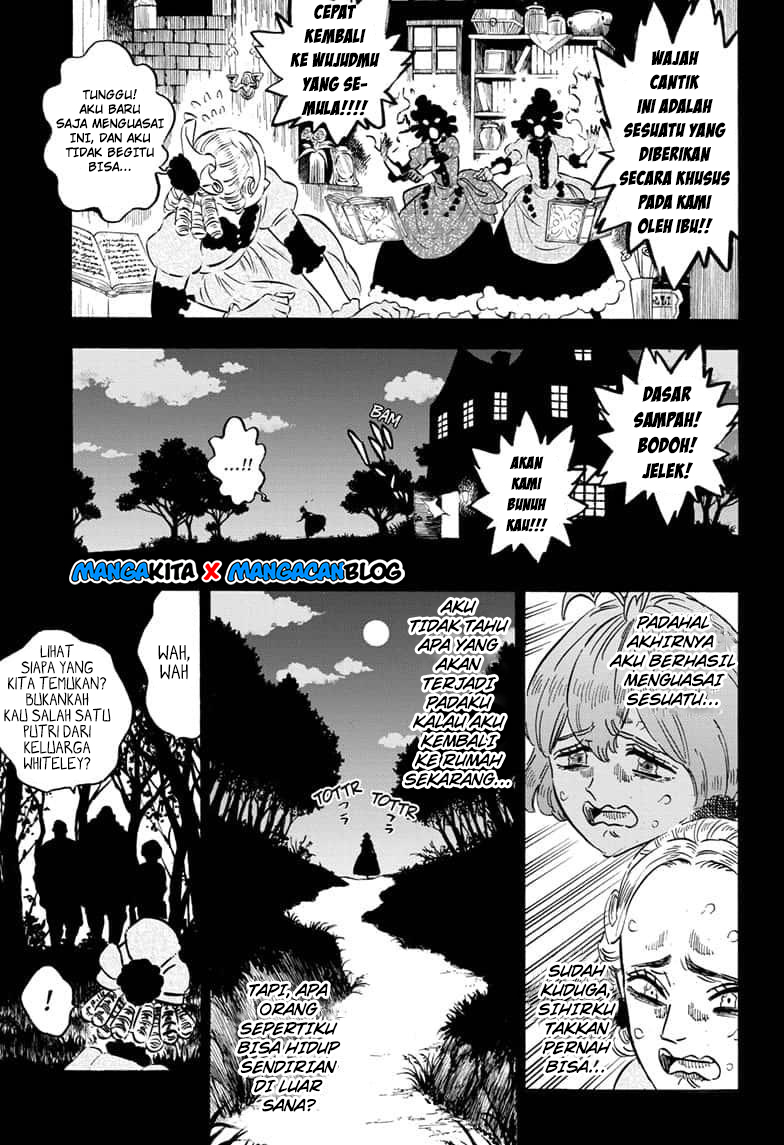 WAJAH
CANTIK
INI ADALAH
SESUATU YANG
DIBERIKAN
SECARA KHUSUS
PADA KAMI
OLEH IBU!!
CEPAT
KEMBALI
KE WUJUDMU
YANG SE-
MULA!!!!
TUNGGU!
AKU BARU
SAJA MENGUASAI
INI, DAN AKU
TIDAK BEGITU
BISA...
DASAR
SAMPAH!
BODOH!
JELEK!
AKAN
KAMI
BUNUH
KAU!!!
BAM
...!!
MANGAKITA X MANGACANBLOG
PADAHAL
AKHIRNYA
AKU BERHASIL
MENGUASAI
SESUATU...
SUDAH
KUDUGA,
SIHIRKU
TAKKAN
PERNAH
BISA!..
AKU
TIDAK TAHU
APA YANG
AKAN
TERJADI
PADAKU
KALAU AKU
KEMBALI
KE RUMAH
SEKARANG...
TOTTR
TOTTR
TAPI, APA
ORANG
SEPERTIKU
BISA HIDUP
SENDIRIAN
DI LUAR
SANA?
WAH,
WAH
LIHAT
SIAPA YANG
KITA TEMUKAN?
BUKANKAH
KAU SALAH SATU
PUTRI DARI
KELUARGA
WHITELEY?
!